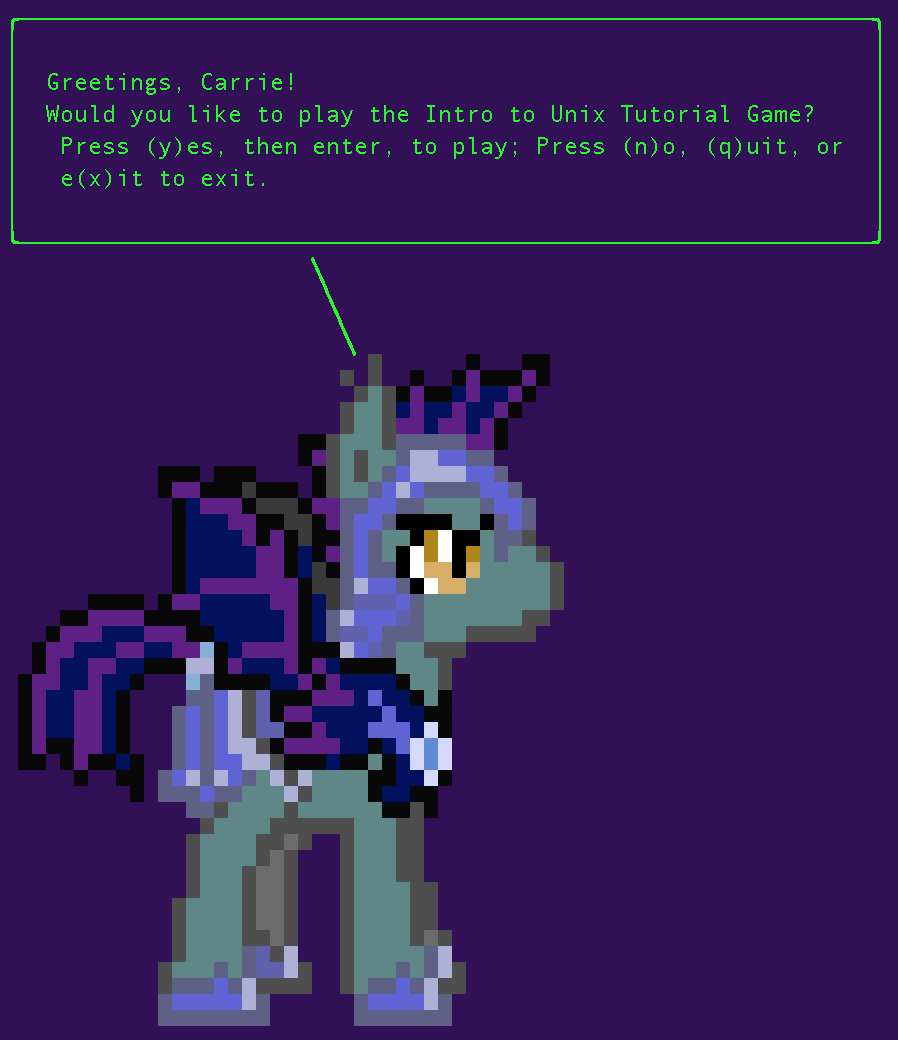 Greetings, Carrie!
Would you like to play the Intro to Unix Tutorial Game?
Press (y)es, then enter, to play; Press (n)o, (q)uit, or
e(x)it to exit.